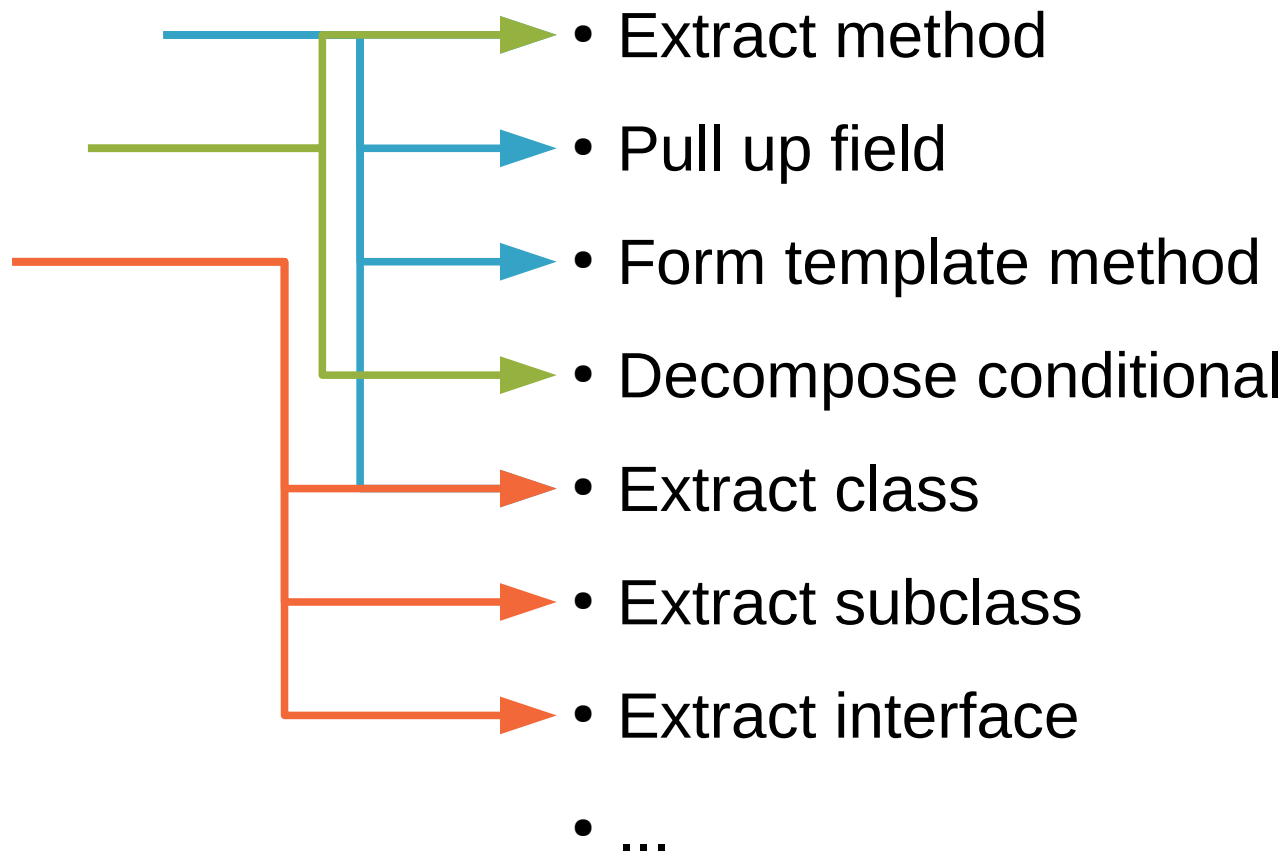 • Extract method
• Pull up field
• Form template method
• Decompose conditional
• Extract class
• Extract subclass
• Extract interface
• ...